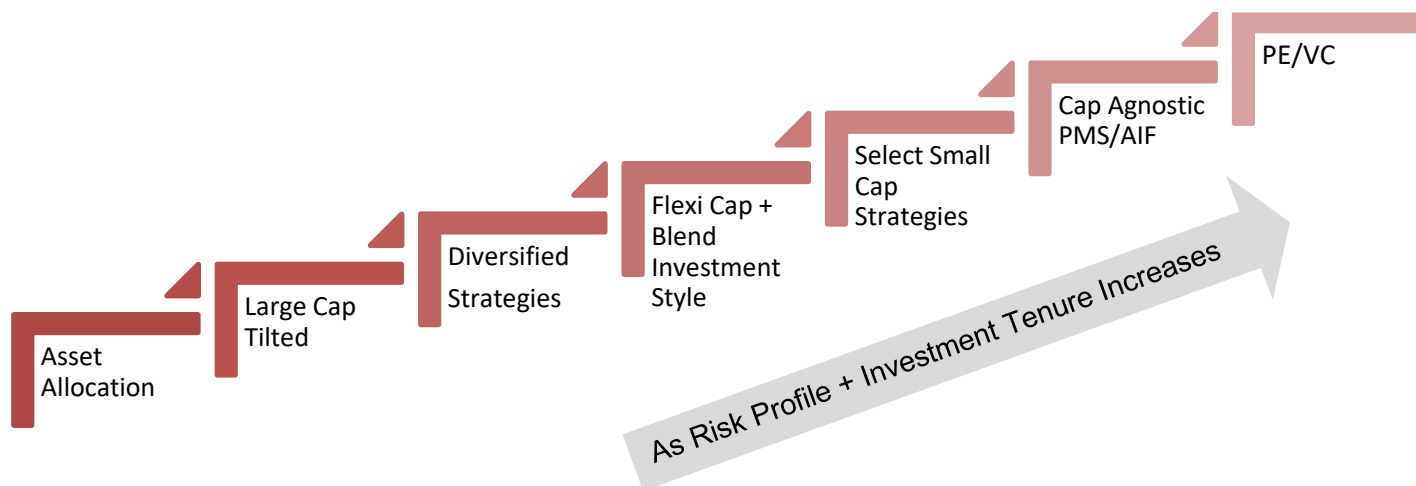 Asset
Allocation
Large Cap
Tilted
Diversified
Strategies
Flexi Cap +
Blend
Investment
Style
Select Small
Cap
Strategies
Cap Agnostic
PMS/AIF
PE/VC
As Risk Profile + Investment Tenure Increases